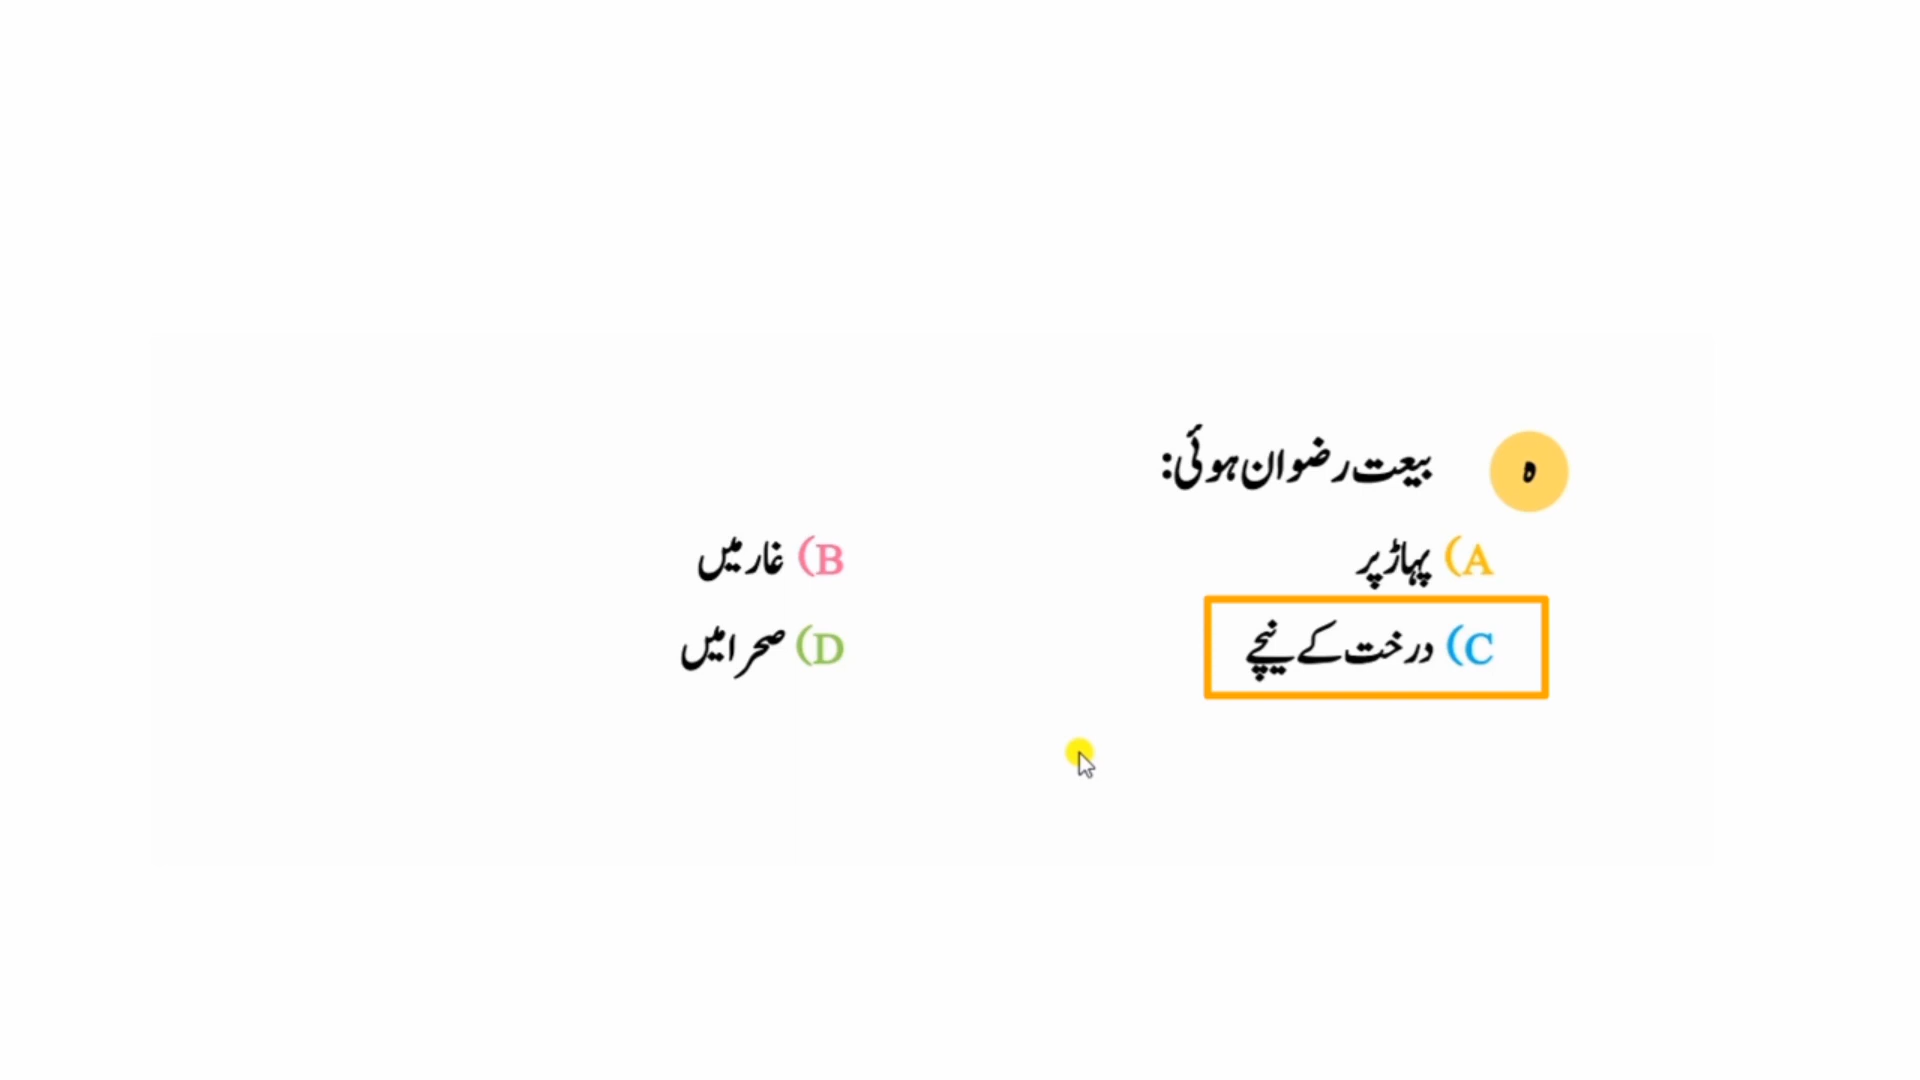 ہ بیعت رضوان ہوئی:
A) پہاڑ پر B) غار میں
C) درخت کے نیچے D) صحرا میں